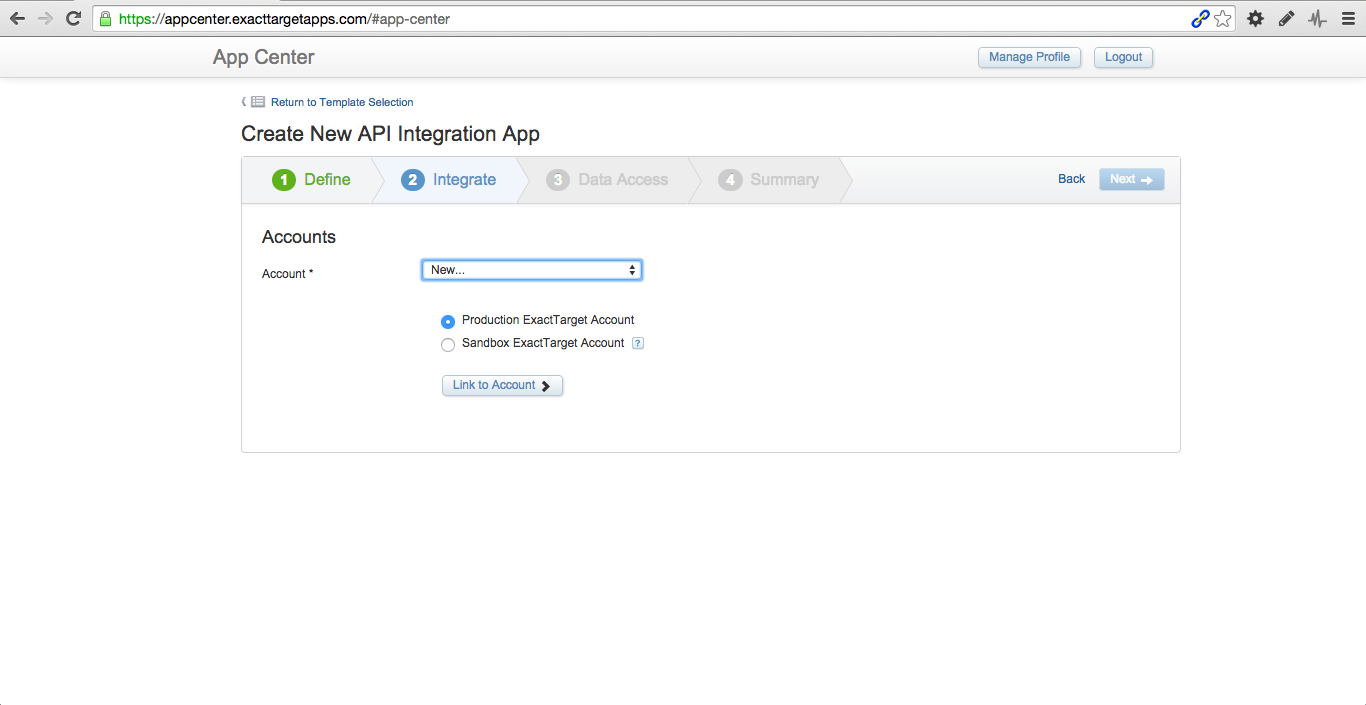 https://appcenter.exacttargetapps.com/#app-center
App Center
Manage Profile
Logout
Return to Template Selection
Create New API Integration App
1 Define
2 Integrate
3 Data Access
4 Summary
Back
Next
Accounts
Account *
New...
Production ExactTarget Account
Sandbox ExactTarget Account ?
Link to Account